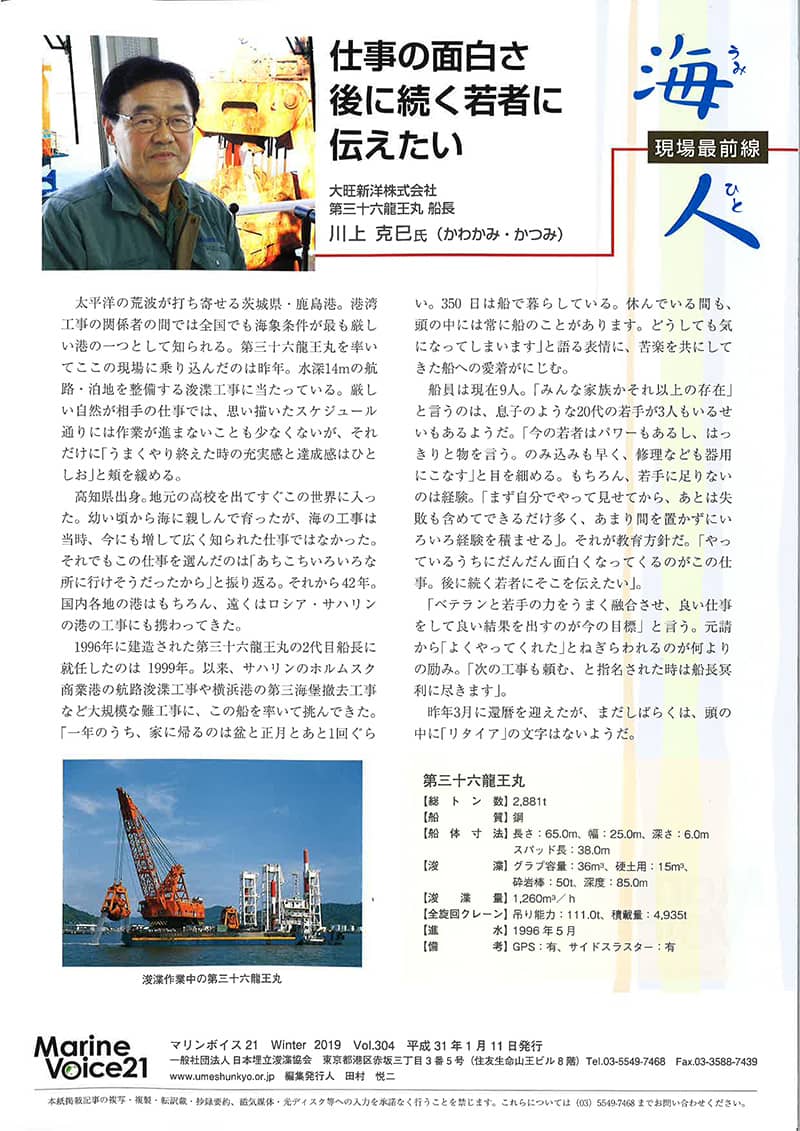 仕事の面白さ
後に続く若者に
伝えたい
大旺新洋株式会社
第三十六龍王丸 船長
川上 克巳氏（かわかみ・かつみ）
海
うみ
現場最前線
人
ひと
太平洋の荒波が打ち寄せる茨城県・鹿島港。港湾
工事の関係者の間では全国でも海象条件が最も厳し
い港の一つとして知られる。第三十六龍王丸を率い
てここの現場に乗り込んだのは昨年。水深14mの航
路・泊地を整備する浚渫工事に当たっている。厳し
い自然が相手の仕事では、思い描いたスケジュール
通りには作業が進まないことも少なくないが、それ
だけに「うまくやり終えた時の充実感と達成感はひと
しお」と頬を緩める。
高知県出身。地元の高校を出てすぐこの世界に入っ
た。幼い頃から海に親しんで育ったが、海の工事は
当時、今にも増して広く知られた仕事ではなかった。
それでもこの仕事を選んだのは「あちこちいろいろな
所に行けそうだったから」と振り返る。それから42年。
国内各地の港はもちろん、遠くはロシア・サハリン
の港の工事にも携わってきた。
1996年に建造された第三十六龍王丸の2代目船長に
就任したのは 1999年。以来、サハリンのホルムスク
商業港の航路浚渫工事や横浜港の第三海堡撤去工事
など大規模な難工事に、この船を率いて挑んできた。
「一年のうち、家に帰るのは盆と正月とあと1回ぐら
い。350 日は船で暮らしている。休んでいる間も、
頭の中には常に船のことがあります。どうしても気
になってしまいます」と語る表情に、苦楽を共にして
きた船への愛着がにじむ。
船員は現在9人。「みんな家族かそれ以上の存在」
と言うのは、息子のような20代の若手が3人もいるせ
いもあるようだ。「今の若者はパワーもあるし、はっ
きりと物を言う。のみ込みも早く、修理なども器用
にこなす」と目を細める。もちろん、若手に足りない
のは経験。「まず自分でやって見せてから、あとは失
敗も含めてできるだけ多く、あまり間を置かずにい
ろいろ経験を積ませる」。それが教育方針だ。「やっ
ているうちにだんだん面白くなってくるのがこの仕
事。後に続く若者にそこを伝えたい」。
「ベテランと若手の力をうまく融合させ、良い仕事
をして良い結果を出すのが今の目標」と言う。元請
から「よくやってくれた」とねぎらわれるのが何より
の励み。「次の工事も頼む、と指名された時は船長冥
利に尽きます」。
昨年3月に還暦を迎えたが、まだしばらくは、頭の
中に「リタイア」の文字はないようだ。
浚渫作業中の第三十六龍王丸
第三十六龍王丸
【総トン数】2,881t
【船質】鋼
【船体寸法】長さ：65.0m、幅：25.0m、深さ：6.0m
スパッド長：38.0m
【浚渫】グラブ容量：36m³、硬土用：15m³、
砕岩棒：50t、深度：85.0m
【浚渫量】1,260m³／h
【全旋回クレーン】吊り能力：111.0t、積載量：4,935t
【進水】1996年5月
【備考】GPS：有、サイドスラスター：有
Marine
Voice21
マリンボイス21 Winter 2019 Vol.304 平成31年1月11日発行
一般社団法人日本埋立浚渫協会 東京都港区赤坂三丁目3番5号（住友生命山王ビル8階）Tel.03-5549-7468 Fax.03-3588-7439
www.umeshunkyo.or.jp 編集発行人 田村 悦二
本紙掲載記事の複写・複製・転訳載・抄録要約、磁気媒体・光ディスク等への入力を承諾なく行うことを禁じます。これらについては（03）5549-7468 までお問い合わせください。